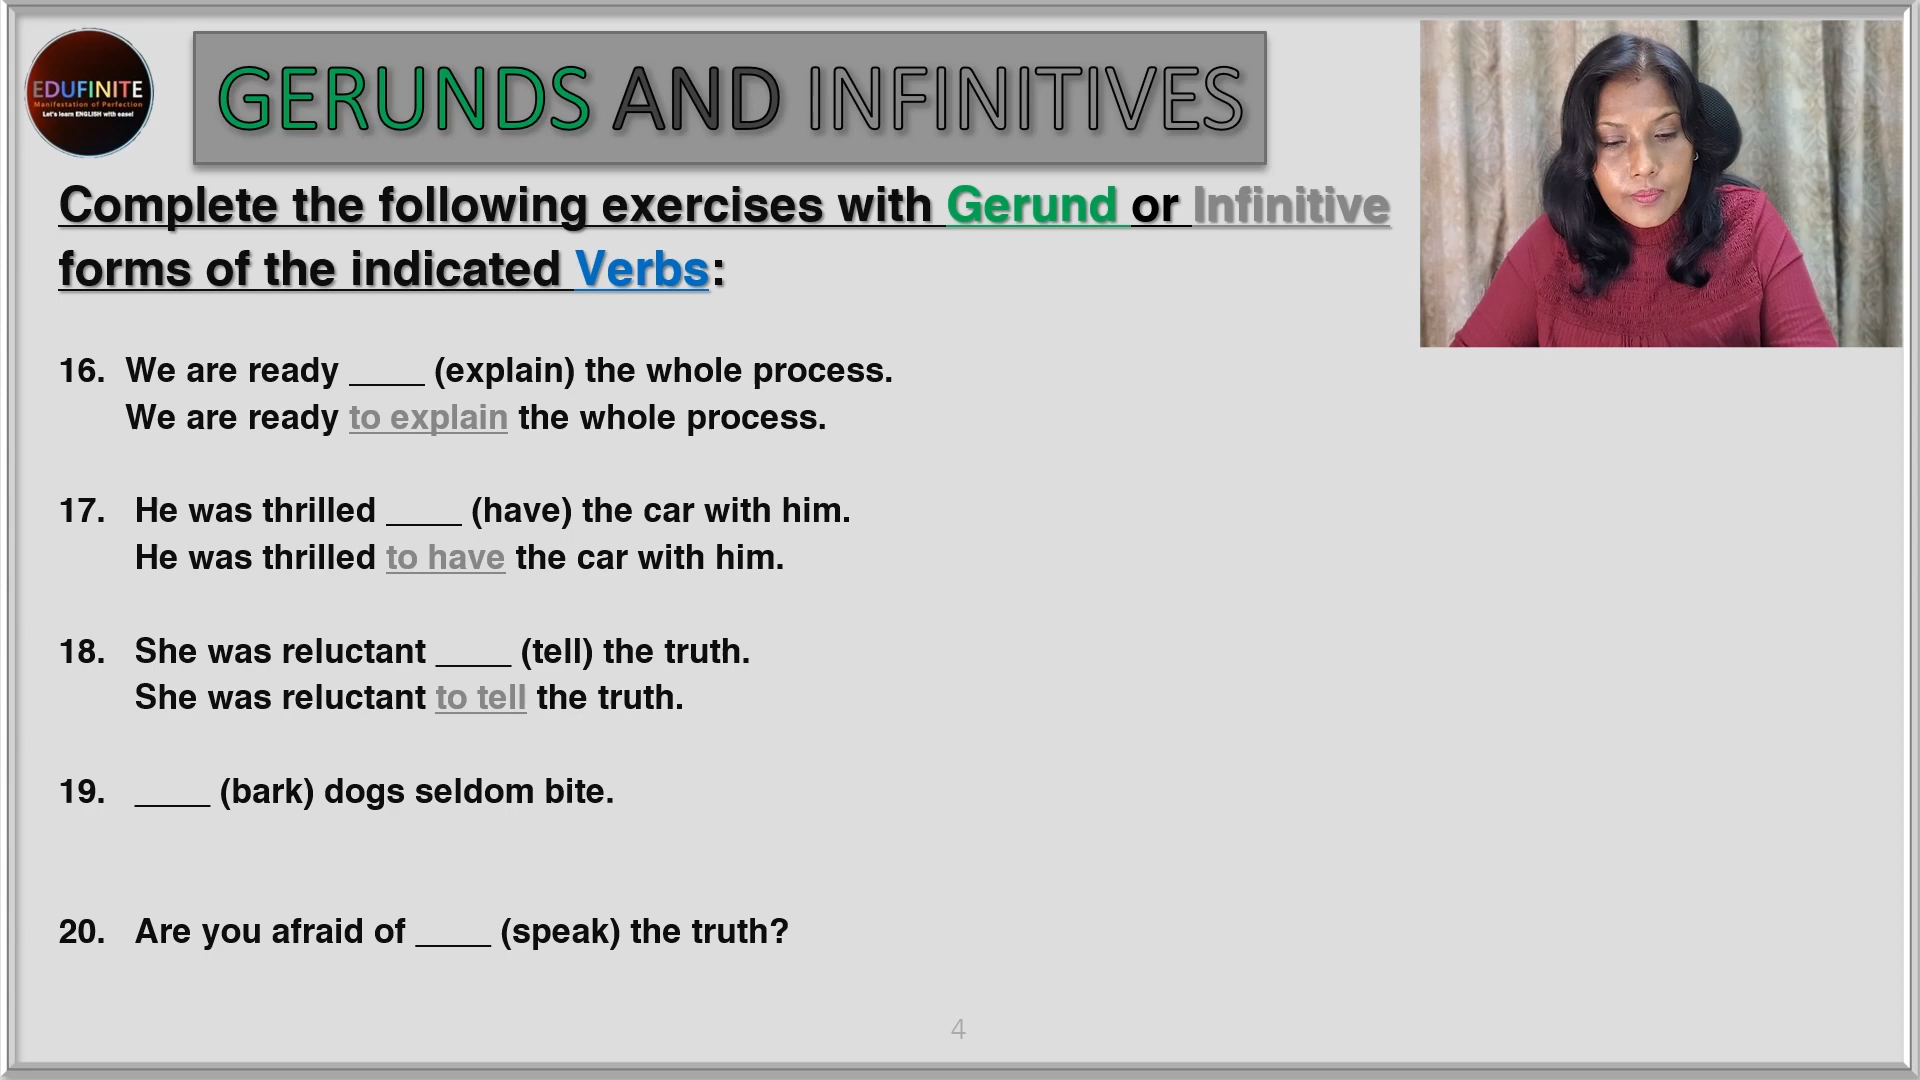 EDUFINITE
Manifestation of Perfection
Let's learn ENGLISH with ease!
GERUNDS AND INFINITIVES
Complete the following exercises with Gerund or Infinitive
forms of the indicated Verbs:
16. We are ready ____ (explain) the whole process.
We are ready to explain the whole process.
17. He was thrilled ____ (have) the car with him.
He was thrilled to have the car with him.
18. She was reluctant ____ (tell) the truth.
She was reluctant to tell the truth.
19. ____ (bark) dogs seldom bite.
20. Are you afraid of ____ (speak) the truth?
4